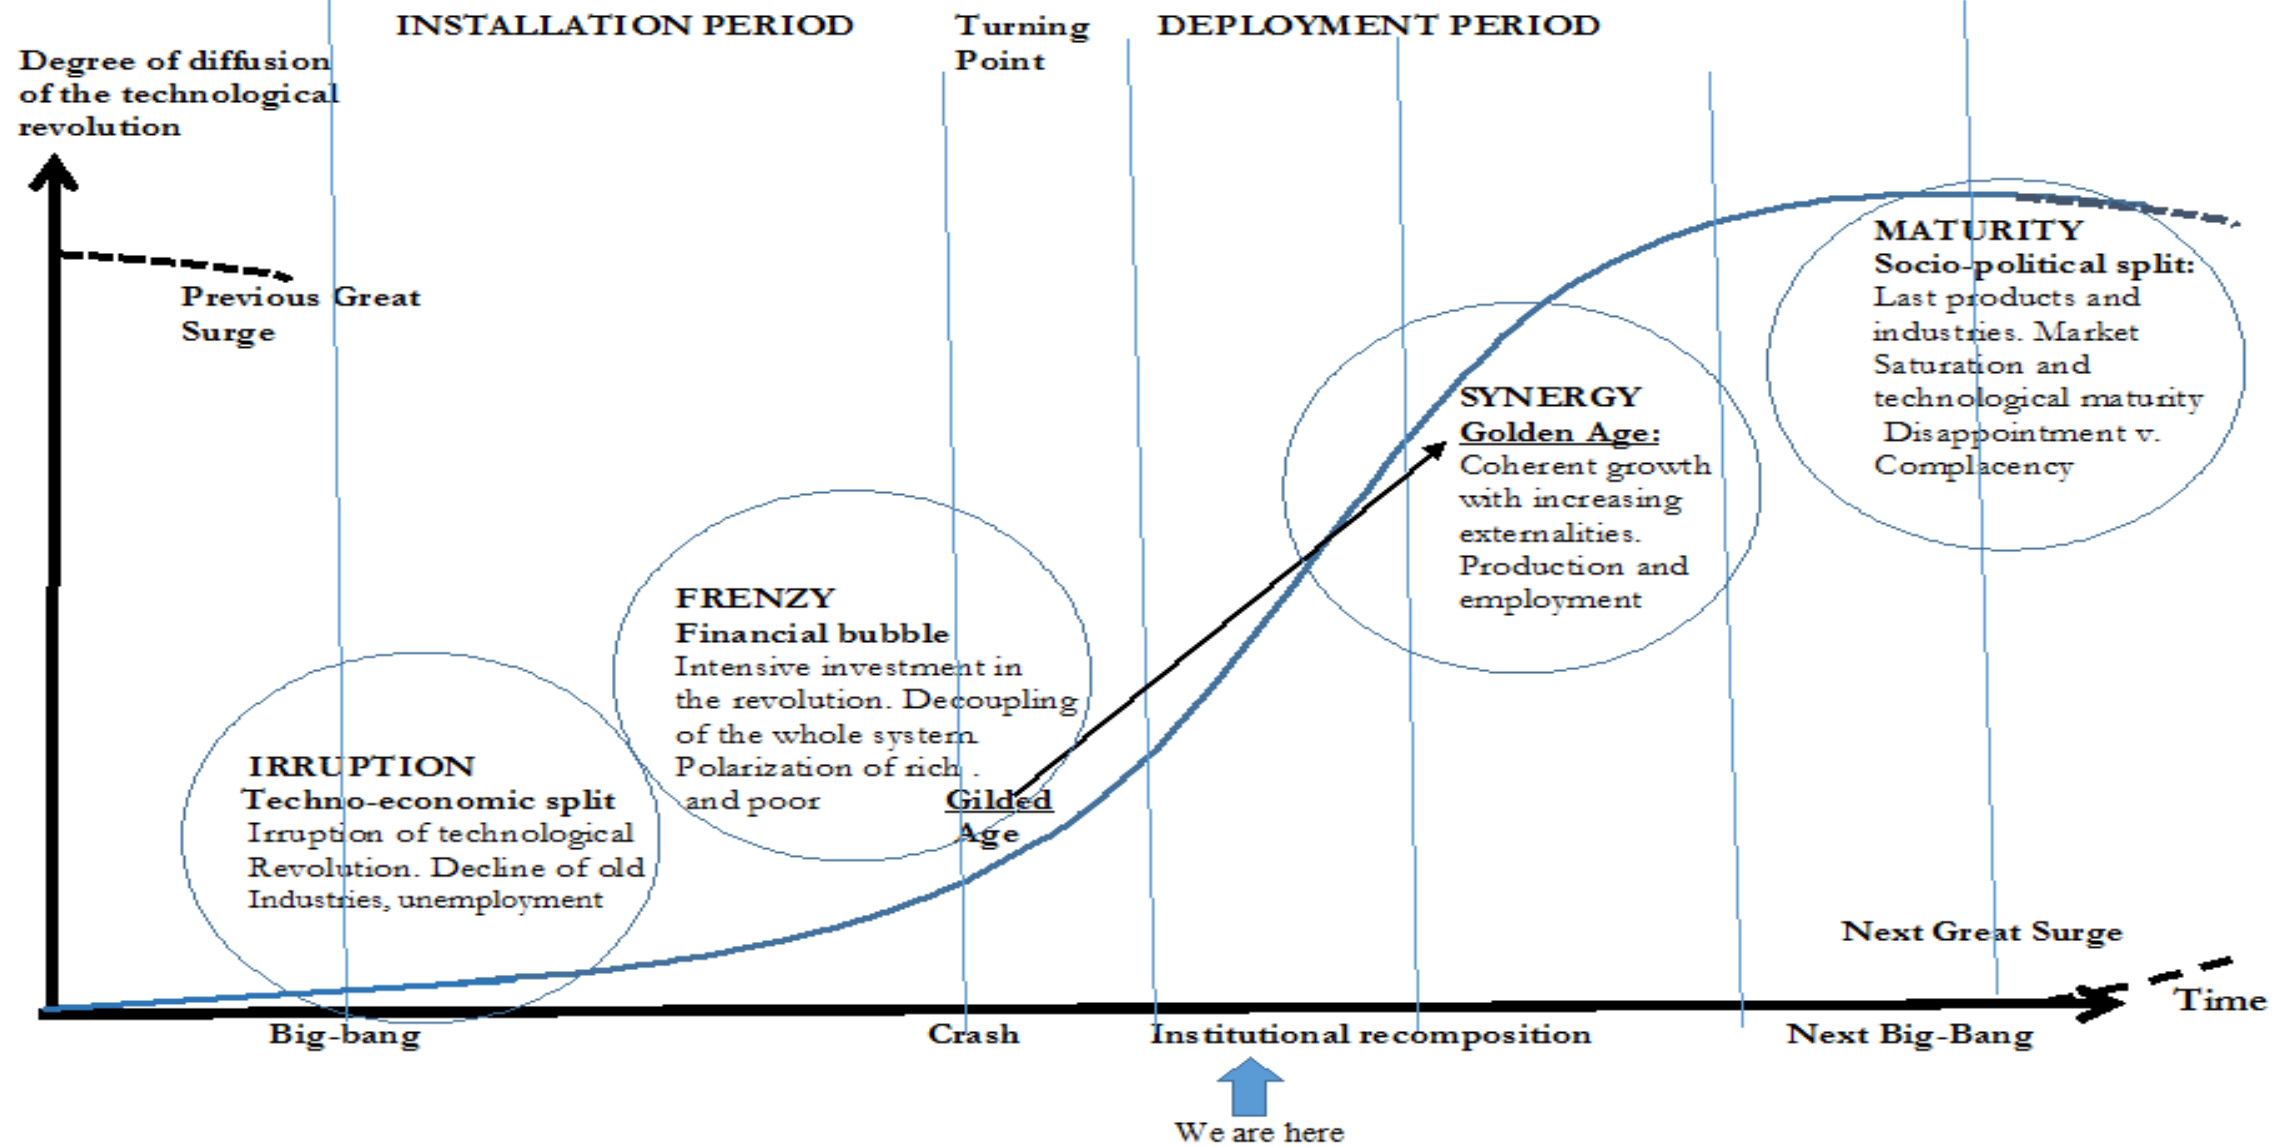 INSTALLATION PERIOD
Turning
Point
DEPLOYMENT PERIOD
Degree of diffusion
of the technological
revolution
Previous Great
Surge
IRRUPTION
Techno-economic split
Irruption of technological
Revolution. Decline of old
Industries, unemployment
FRENZY
Financial bubble
Intensive investment in
the revolution. Decoupling
of the whole system
Polarization of rich .
and poor
Gilded
Age
SYNERGY
Golden Age:
Coherent growth
with increasing
externalities.
Production and
employment
MATURITY
Socio-political split:
Last products and
industries. Market
Saturation and
technological maturity
Disappointment v.
Complacency
Next Great Surge
Time
Big-bang
Crash
Institutional recomposition
Next Big-Bang
We are here